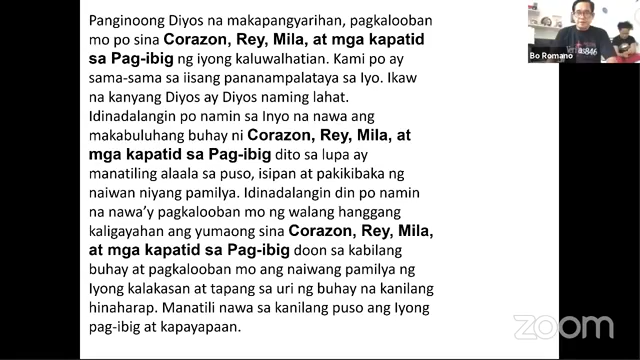 Panginoong Diyos na makapangyarihan, pagkalooban
mo po sina Corazon, Rey, Mila, at mga kapatid
sa Pag-ibig ng iyong kaluwalhatian. Kami po ay
sama-sama sa iisang pananampalataya sa Iyo. Ikaw
na kanyang Diyos ay Diyos naming lahat.
Idinadalangin po namin sa Inyo na nawa ang
makabuluhang buhay ni Corazon, Rey, Mila, at
mga kapatid sa Pag-ibig dito sa lupa ay
manatiling alaala sa puso, isipan at pakikibaka ng
naiwan niyang pamilya. Idinadalangin din po namin
na nawa'y pagkalooban mo ng walang hanggang
kaligayahan ang yumaong sina Corazon, Rey, Mila,
at mga kapatid sa Pag-ibig doon sa kabilang
buhay at pagkalooban mo ang naiwang pamilya ng
Iyong kalakasan at tapang sa uri ng buhay na kanilang
hinaharap. Manatili nawa sa kanilang puso ang Iyong
pag-ibig at kapayapaan.
Bo Romano
zoom